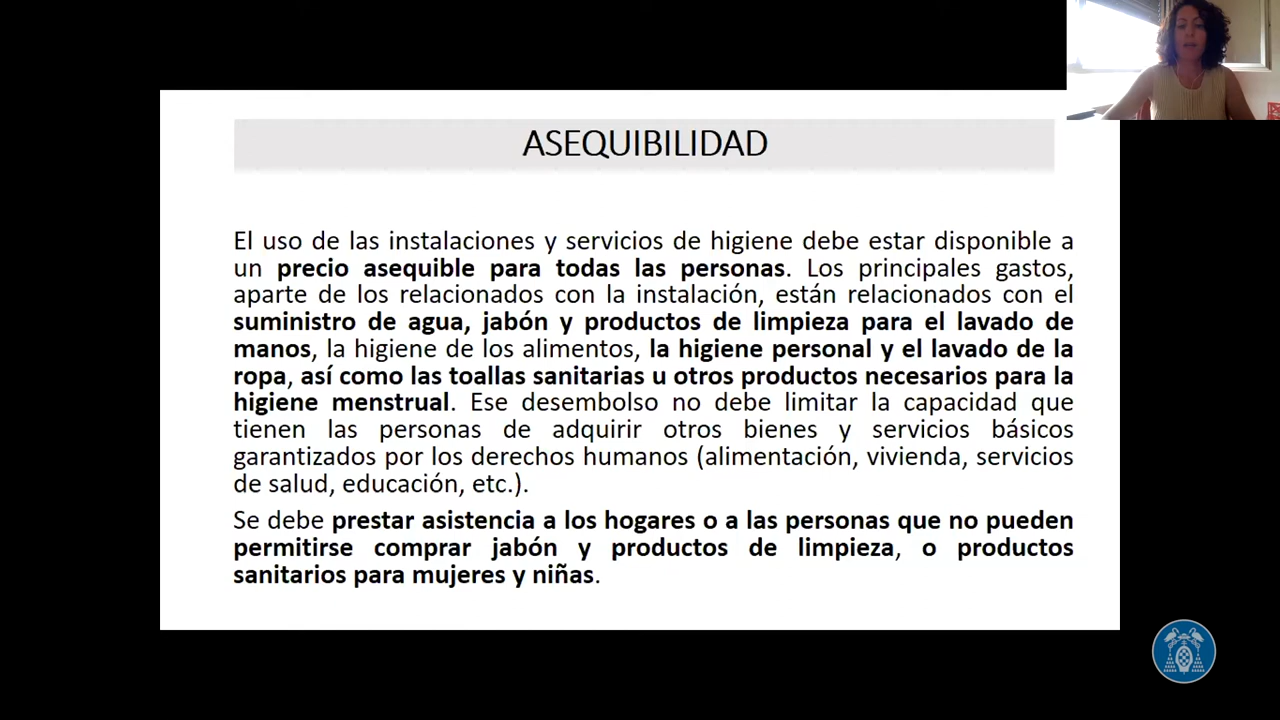 ASEQUIBILIDAD
El uso de las instalaciones y servicios de higiene debe estar disponible a
un precio asequible para todas las personas. Los principales gastos,
aparte de los relacionados con la instalación, están relacionados con el
suministro de agua, jabón y productos de limpieza para el lavado de
manos, la higiene de los alimentos, la higiene personal y el lavado de la
ropa, así como las toallas sanitarias u otros productos necesarios para la
higiene menstrual. Ese desembolso no debe limitar la capacidad que
tienen las personas de adquirir otros bienes y servicios básicos
garantizados por los derechos humanos (alimentación, vivienda, servicios
de salud, educación, etc.).
Se debe prestar asistencia a los hogares o a las personas que no pueden
permitirse comprar jabón y productos de limpieza, o productos
sanitarios para mujeres y niñas.